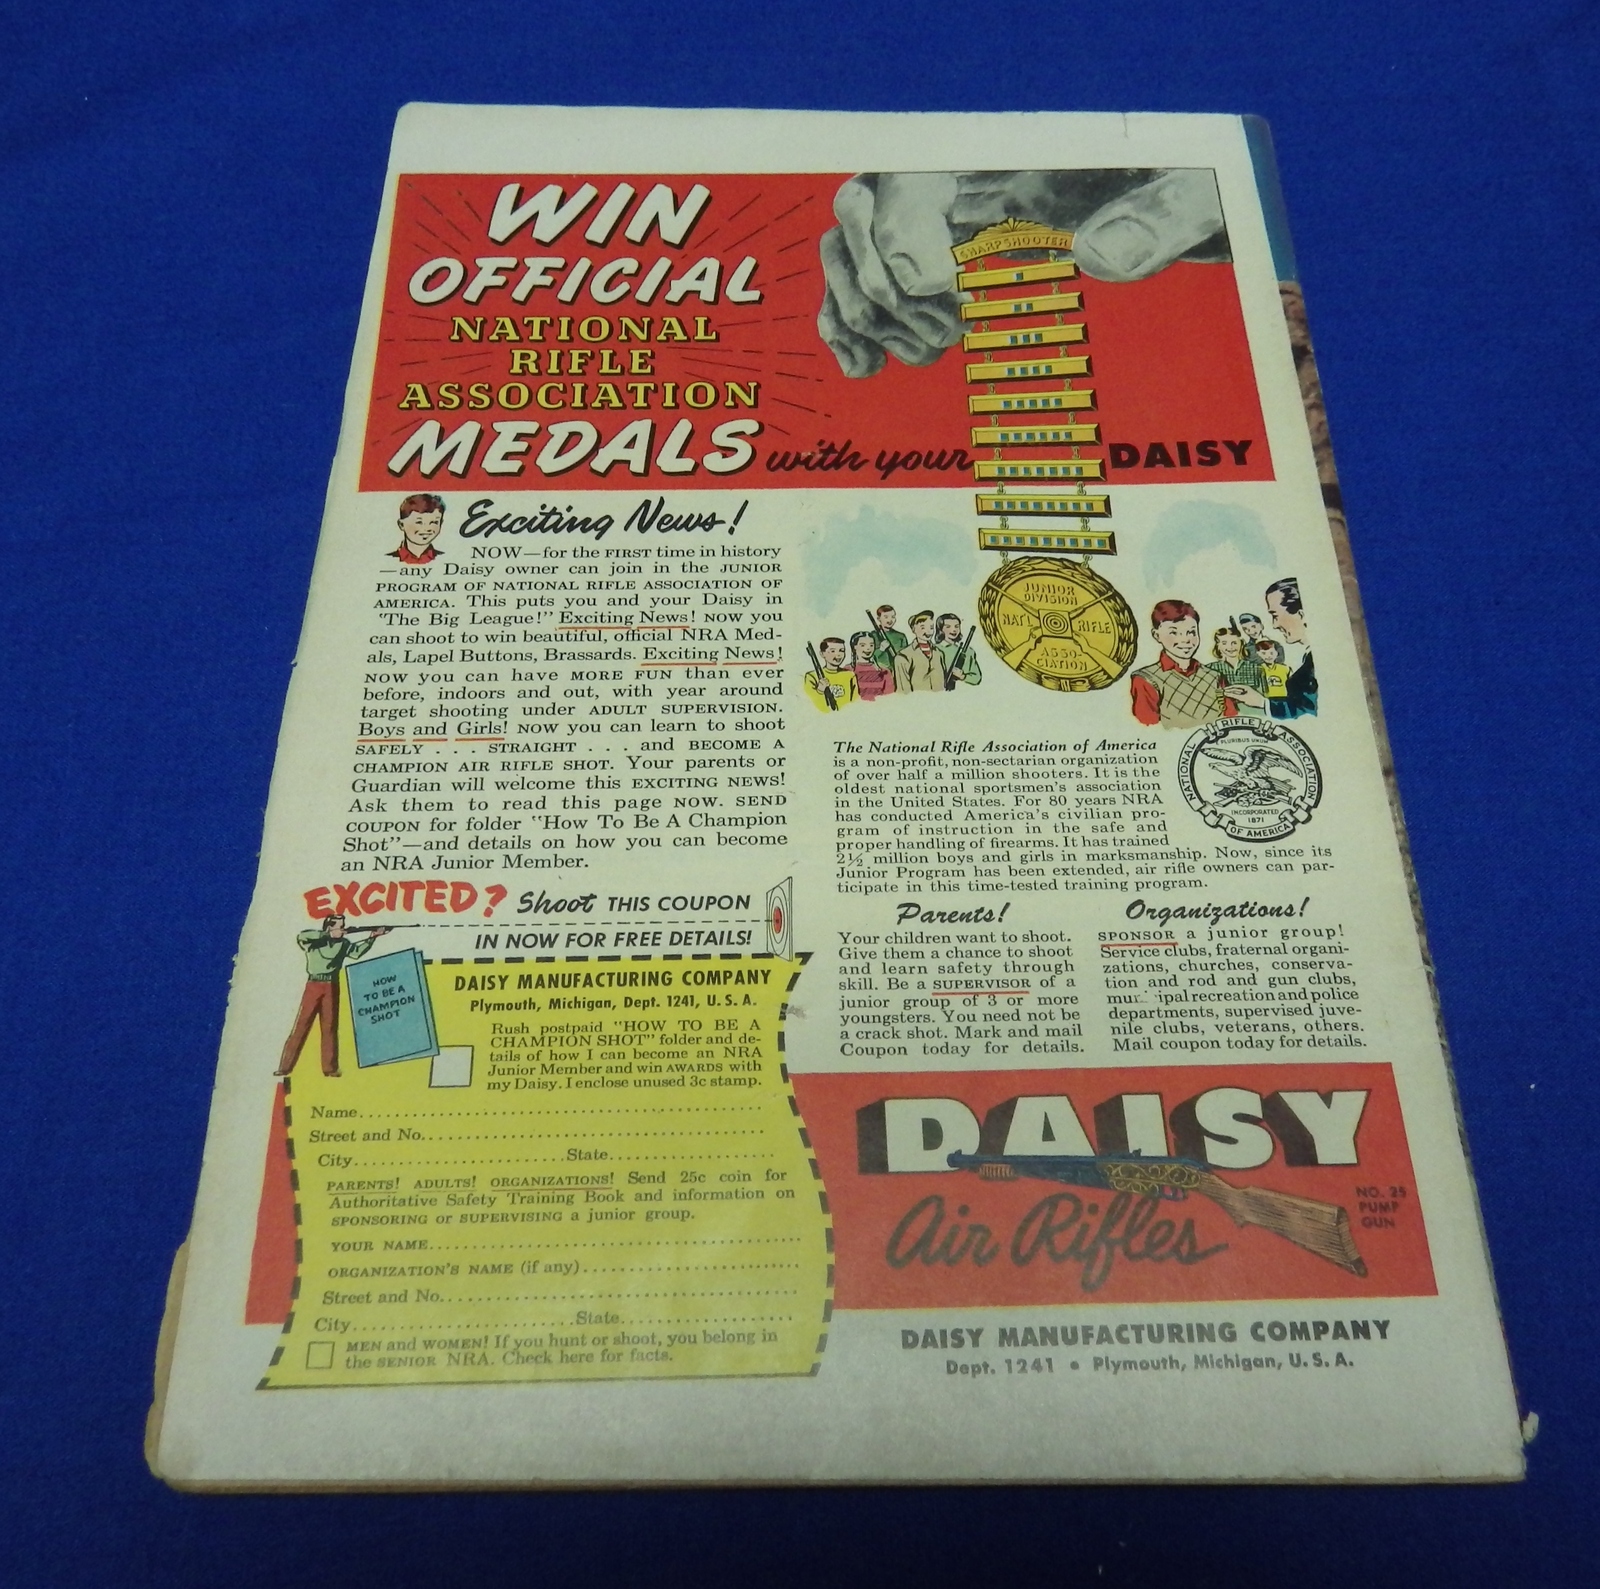 WIN
OFFICIAL
NATIONAL
RIFLE
ASSOCIATION
MEDALS with your DAISY
SHARPSHOOTER
Exciting News!
NOW—for the FIRST time in history
—any Daisy owner can join in the JUNIOR
PROGRAM OF NATIONAL RIFLE ASSOCIATION OF
AMERICA. This puts you and your Daisy in
"The Big League!" Exciting News! NOW you
can shoot to win beautiful, official NRA Med-
als, Lapel Buttons, Brassards. Exciting News!
NOW you can have MORE FUN than ever
before, indoors and out, with year around
target shooting under ADULT SUPERVISION.
Boys and Girls! NOW you can learn to shoot
SAFELY . . . STRAIGHT . . . and BECOME A
CHAMPION AIR RIFLE SHOT. Your parents or
Guardian will welcome this EXCITING NEWS!
Ask them to read this page NOW. SEND
COUPON for folder "How To Be A Champion
Shot"—and details on how you can become
an NRA Junior Member.
JUNIOR
DIVISION
NAT'L RIFLE
ASSO-
CIATION
The National Rifle Association of America
is a non-profit, non-sectarian organization
of over half a million shooters. It is the
oldest national sportsmen's association
in the United States. For 80 years NRA
has conducted America's civilian pro-
gram of instruction in the safe and
proper handling of firearms. It has trained
2½ million boys and girls in marksmanship. Now, since its
Junior Program has been extended, air rifle owners can par-
ticipate in this time-tested training program.
NATIONAL RIFLE ASSOCIATION
PLURIBUS UNUM
INCORPORATED
1871
OF AMERICA
EXCITED? Shoot THIS COUPON
IN NOW FOR FREE DETAILS!
HOW
TO BE A
CHAMPION
SHOT
DAISY MANUFACTURING COMPANY
Plymouth, Michigan, Dept. 1241, U. S. A.
Rush postpaid "HOW TO BE A
CHAMPION SHOT" folder and de-
tails of how I can become an NRA
Junior Member and win AWARDS with
my Daisy. I enclose unused 3c stamp.
Name
Street and No.
City State
PARENTS! ADULTS! ORGANIZATIONS! Send 25c coin for
Authoritative Safety Training Book and information on
SPONSORING or SUPERVISING a junior group.
YOUR NAME
ORGANIZATION'S NAME (if any)
Street and No.
City State
MEN and WOMEN! If you hunt or shoot, you belong in
the SENIOR NRA. Check here for facts.
Parents!
Your children want to shoot.
Give them a chance to shoot
and learn safety through
skill. Be a SUPERVISOR of a
junior group of 3 or more
youngsters. You need not be
a crack shot. Mark and mail
Coupon today for details.
Organizations!
SPONSOR a junior group!
Service clubs, fraternal organi-
zations, churches, conserva-
tion and rod and gun clubs,
recreation and police
departments, supervised juve-
nile clubs, veterans, others.
Mail coupon today for details.
DAISY
Air Rifles
NO. 25
PUMP
GUN
DAISY MANUFACTURING COMPANY
Dept. 1241 • Plymouth, Michigan, U. S. A.